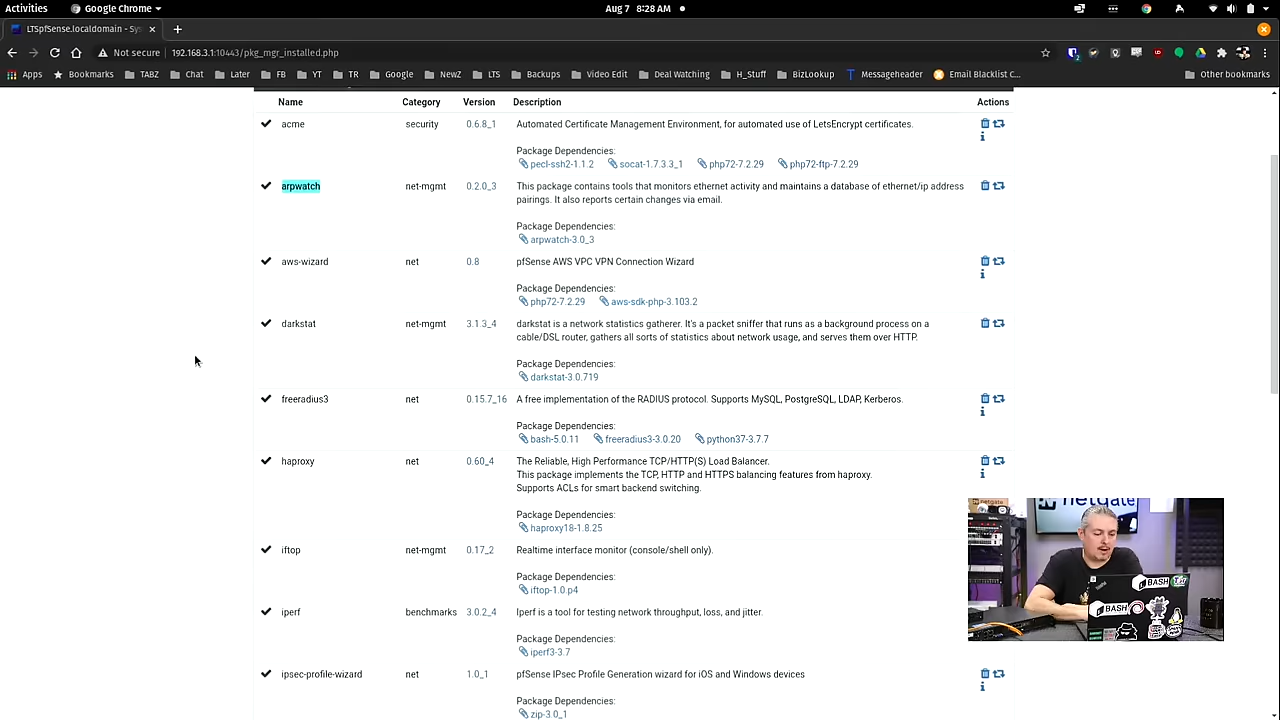 Activities
Google Chrome
Aug 7 8:28 AM
LTSpfSense.localdomain - Sys
Not secure
192.168.3.1:10443/pkg_mgr_installed.php
Apps
Bookmarks
TABZ
Chat
Later
FB
YT
TR
Google
NewZ
LTS
Backups
Video Edit
Deal Watching
H_Stuff
BizLookup
Messageheader
Email Blacklist C...
Other bookmarks
Name Category Version Description Actions
acme security 0.6.8_1 Automated Certificate Management Environment, for automated use of LetsEncrypt certificates.
Package Dependencies:
pecl-ssh2-1.1.2 socat-1.7.3.3_1 php72-7.2.29 php72-ftp-7.2.29
arpwatch net-mgmt 0.2.0_3 This package contains tools that monitors ethernet activity and maintains a database of ethernet/ip address
pairings. It also reports certain changes via email.
Package Dependencies:
arpwatch-3.0_3
aws-wizard net 0.8 pfSense AWS VPC VPN Connection Wizard
Package Dependencies:
php72-7.2.29 aws-sdk-php-3.103.2
darkstat net-mgmt 3.1.3_4 darkstat is a network statistics gatherer. It's a packet sniffer that runs as a background process on a
cable/DSL router, gathers all sorts of statistics about network usage, and serves them over HTTP.
Package Dependencies:
darkstat-3.0.719
freeradius3 net 0.15.7_16 A free implementation of the RADIUS protocol. Supports MySQL, PostgreSQL, LDAP, Kerberos.
Package Dependencies:
bash-5.0.11 freeradius3-3.0.20 python37-3.7.7
haproxy net 0.60_4 The Reliable, High Performance TCP/HTTP(S) Load Balancer.
This package implements the TCP, HTTP and HTTPS balancing features from haproxy.
Supports ACLs for smart backend switching.
Package Dependencies:
haproxy18-1.8.25
iftop net-mgmt 0.17_2 Realtime interface monitor (console/shell only).
Package Dependencies:
iftop-1.0.p4
iperf benchmarks 3.0.2_4 Iperf is a tool for testing network throughput, loss, and jitter.
Package Dependencies:
iperf3-3.7
ipsec-profile-wizard net 1.0_1 pfSense IPsec Profile Generation wizard for iOS and Windows devices
Package Dependencies:
zip-3.0_1
netgate
netgate
BASH
BASH